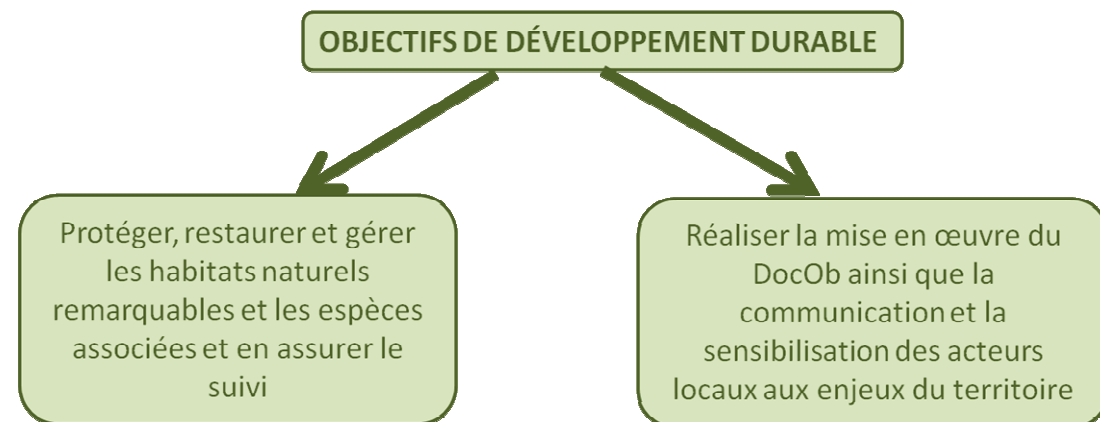 OBJECTIFS DE DÉVELOPPEMENT DURABLE
Protéger, restaurer et gérer
les habitats naturels
remarquables et les espèces
associées et en assurer le
suivi
Réaliser la mise en œuvre du
DocOb ainsi que la
communication et la
sensibilisation des acteurs
locaux aux enjeux du territoire